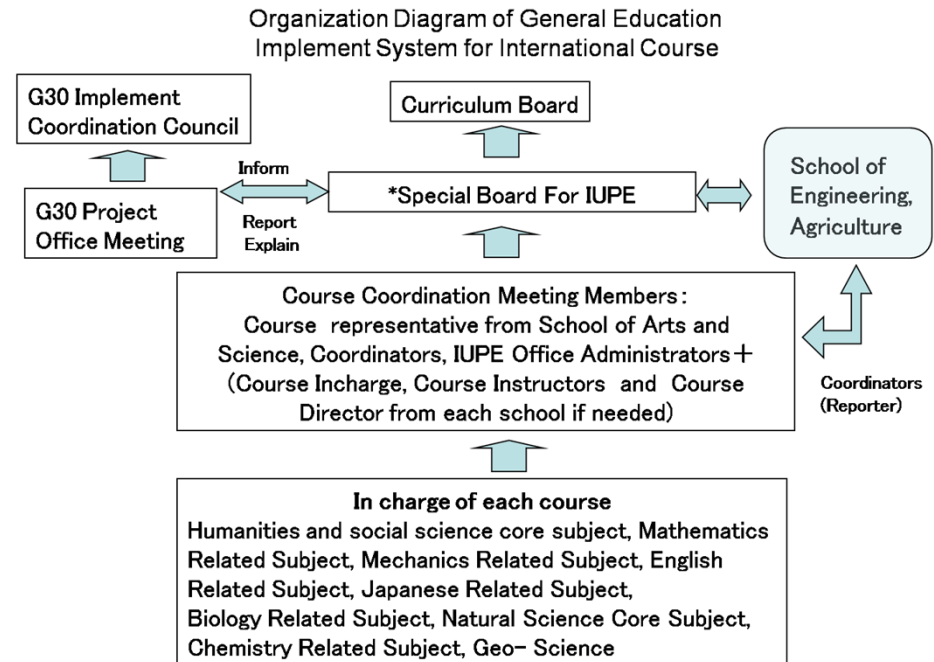 Organization Diagram of General Education
Implement System for International Course
G30 Implement
Coordination Council
Curriculum Board
School of
Engineering,
Agriculture
Inform
*Special Board For IUPE
G30 Project
Office Meeting
Report
Explain
Course Coordination Meeting Members:
Course representative from School of Arts and
Science, Coordinators, IUPE Office Administrators+
(Course Incharge, Course Instructors and Course
Director from each school if needed)
Coordinators
(Reporter)
In charge of each course
Humanities and social science core subject, Mathematics
Related Subject, Mechanics Related Subject, English
Related Subject, Japanese Related Subject,
Biology Related Subject, Natural Science Core Subject,
Chemistry Related Subject, Geo- Science